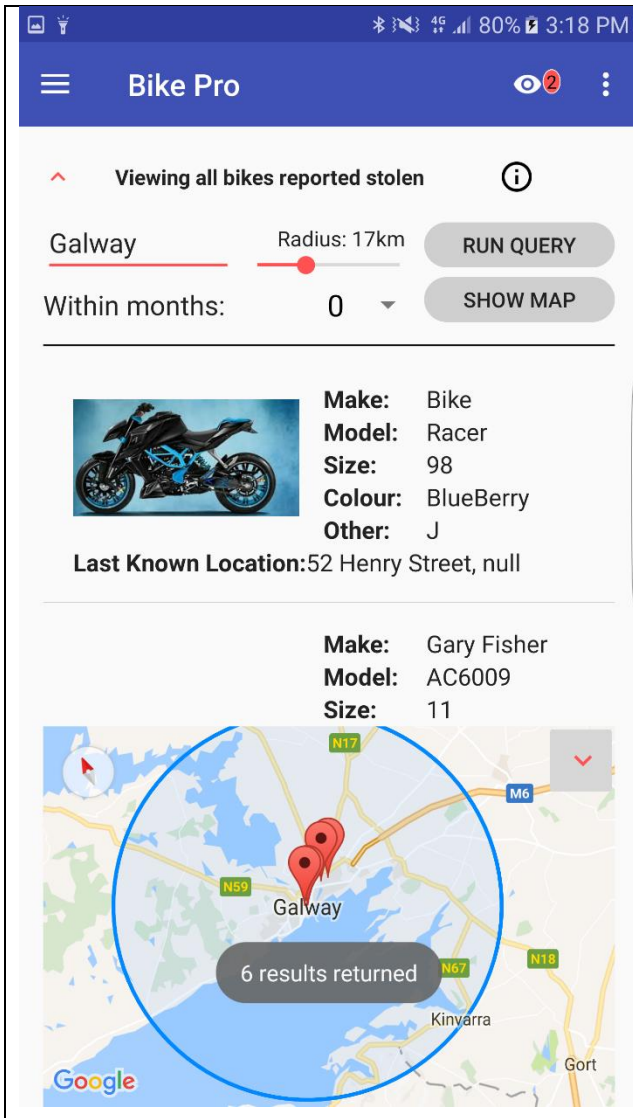 4G 80% 3:18 PM
Bike Pro 2
Viewing all bikes reported stolen
Galway Radius: 17km RUN QUERY
Within months: 0 SHOW MAP
Make: Bike
Model: Racer
Size: 98
Colour: BlueBerry
Other: J
Last Known Location:52 Henry Street, null
Make: Gary Fisher
Model: AC6009
Size: 11
N17
M6
N59
Galway
6 results returned N67 N18
Kinvarra
Gort
Google